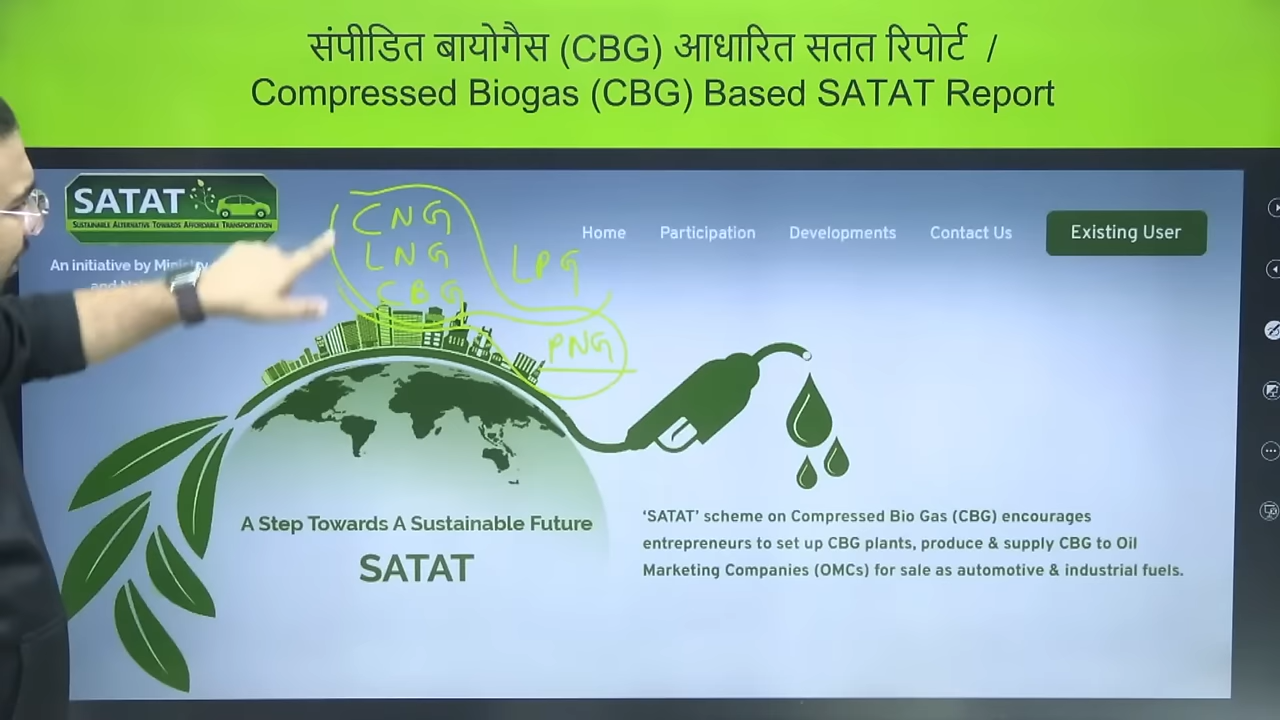 संपीडित बायोगैस (CBG) आधारित सतत रिपोर्ट /
Compressed Biogas (CBG) Based SATAT Report
SATAT
SUSTAINABLE ALTERNATIVE TOWARDS AFFORDABLE TRANSPORTATION
An initiative by
and
CNG
LNG
CBG
LPG
PNG
Home Participation Developments Contact Us Existing User
A Step Towards A Sustainable Future
SATAT
‘SATAT’ scheme on Compressed Bio Gas (CBG) encourages
entrepreneurs to set up CBG plants, produce & supply CBG to Oil
Marketing Companies (OMCs) for sale as automotive & industrial fuels.